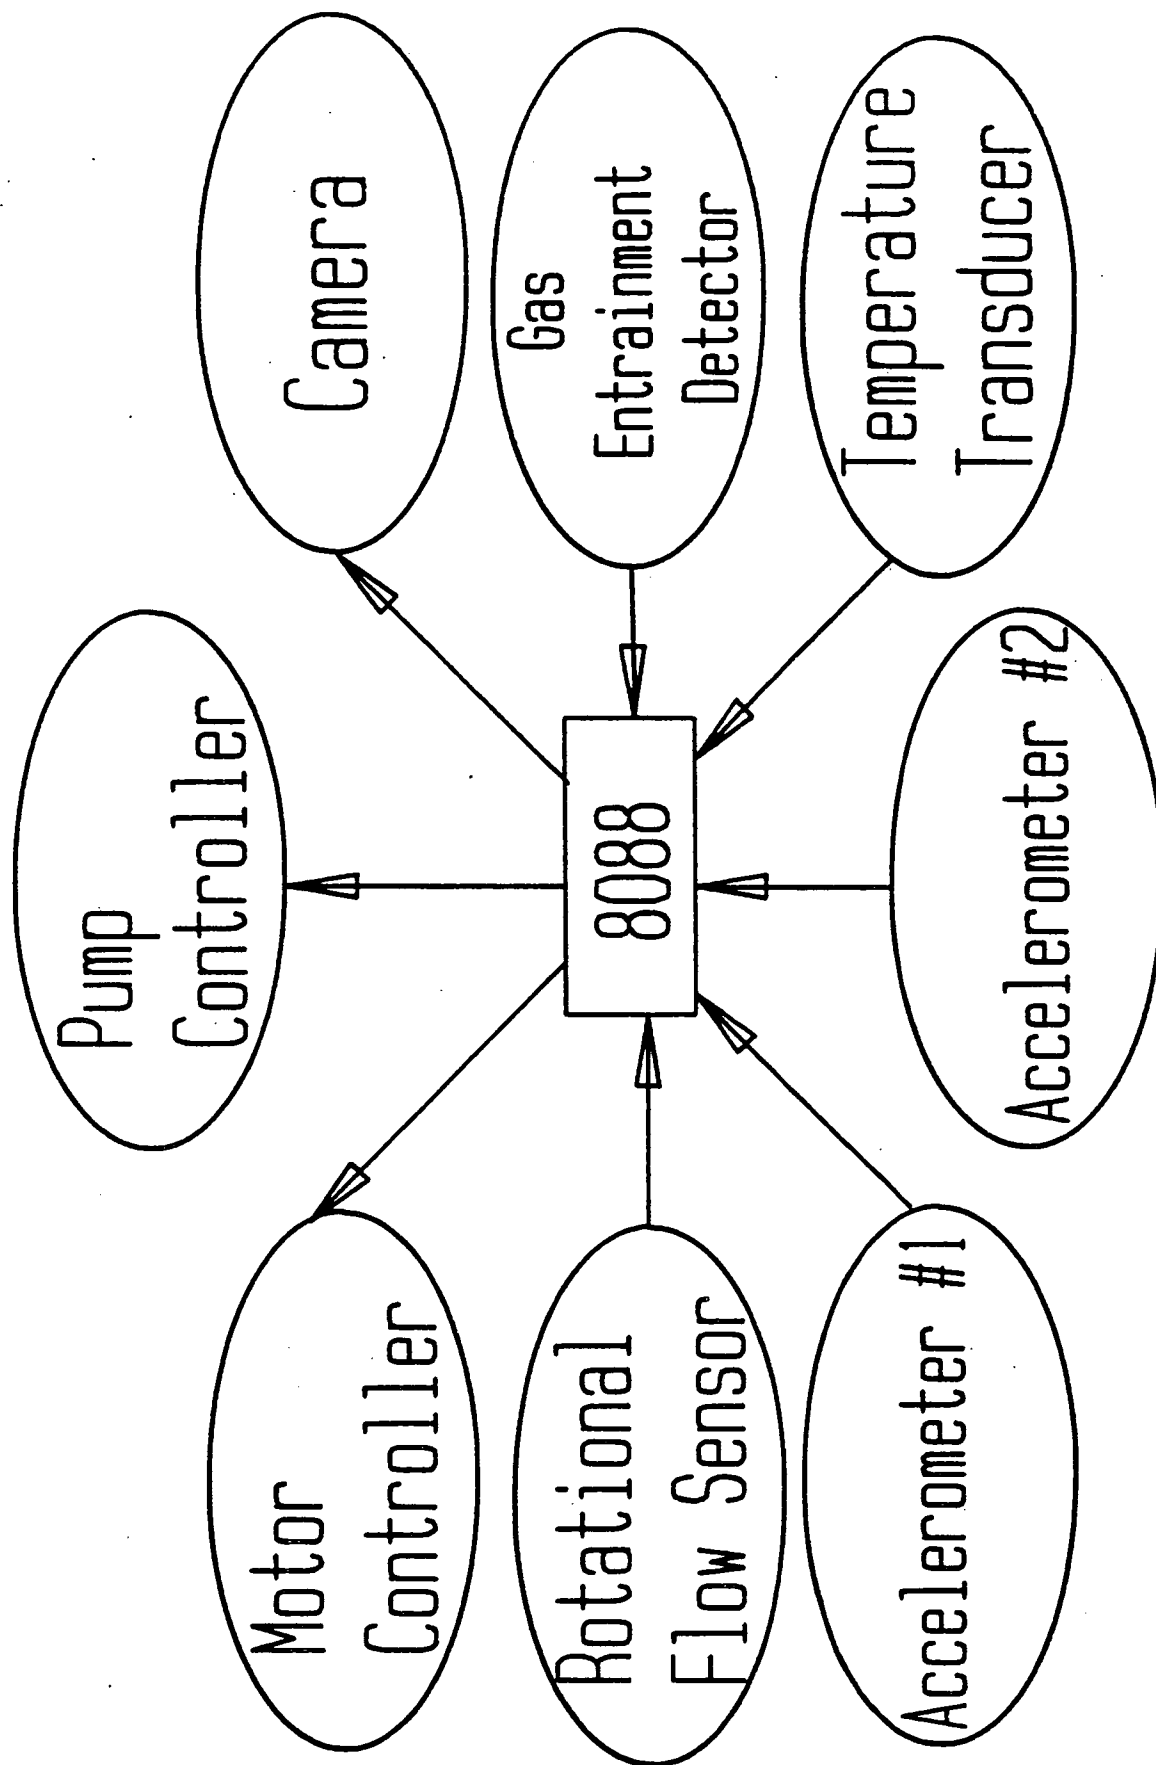 Motor
Controller
Pump
Controller
Camera
Rotational
Flow Sensor
8088
Gas
Entrainment
Detector
Accelerometer #1
Accelerometer #2
Temperature
Transducer